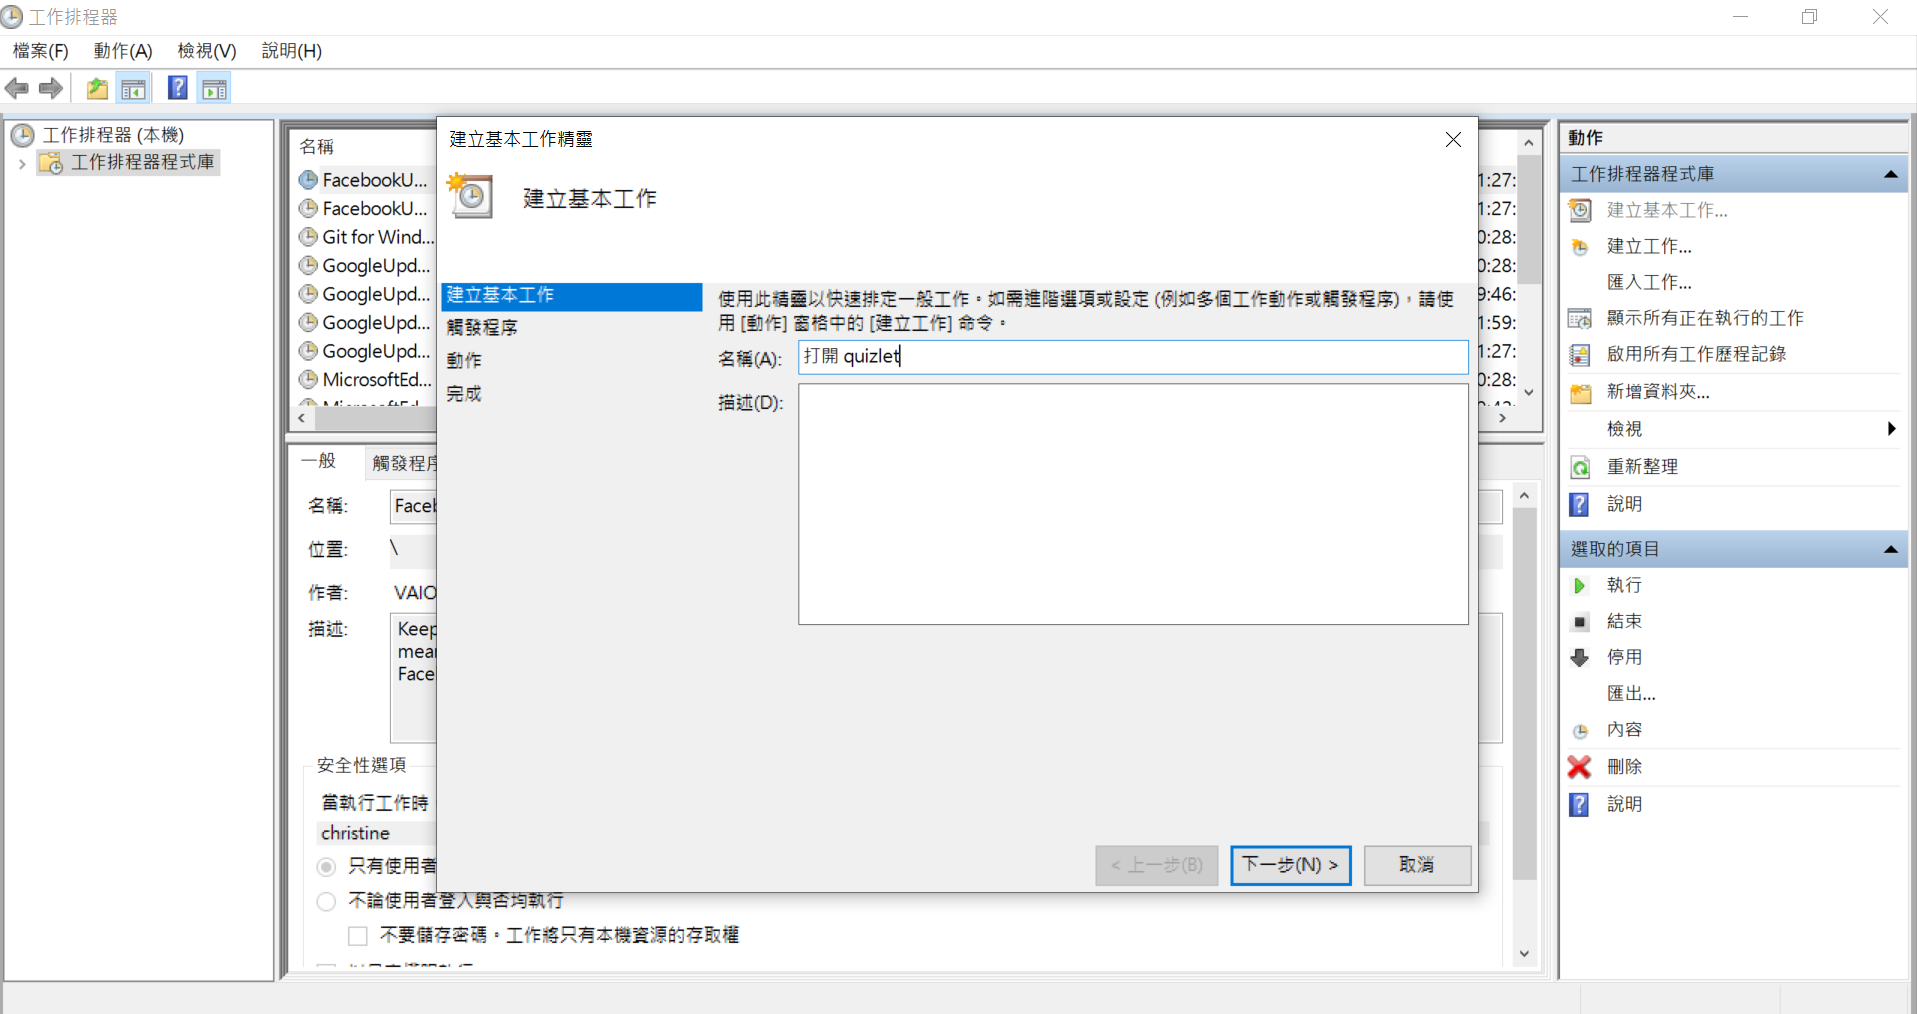 工作排程器
檔案(F) 動作(A) 檢視(V) 說明(H)
工作排程器 (本機)
工作排程器程式庫
名稱
FacebookU...
FacebookU...
Git for Wind...
GoogleUpd...
GoogleUpd...
GoogleUpd...
GoogleUpd...
MicrosoftEd...
1:27:
1:27:
0:28:
0:28:
9:46:
1:59:
1:27:
0:28:
一般 觸發程序
名稱: Faceb
位置: \
作者: VAIO
描述: Keep
mear
Face
安全性選項
當執行工作時
christine
只有使用者
不論使用者登入與否均執行
不要儲存密碼。工作將只有本機資源的存取權
建立基本工作精靈
建立基本工作
建立基本工作
觸發程序
動作
完成
使用此精靈以快速排定一般工作。如需進階選項或設定 (例如多個工作動作或觸發程序)，請使
用 [動作] 窗格中的 [建立工作] 命令。
名稱(A): 打開 quizlet
描述(D):
< 上一步(B) 下一步(N) > 取消
動作
工作排程器程式庫
建立基本工作...
建立工作...
匯入工作...
顯示所有正在執行的工作
啟用所有工作歷程記錄
新增資料夾...
檢視
重新整理
說明
選取的項目
執行
結束
停用
匯出...
內容
刪除
說明